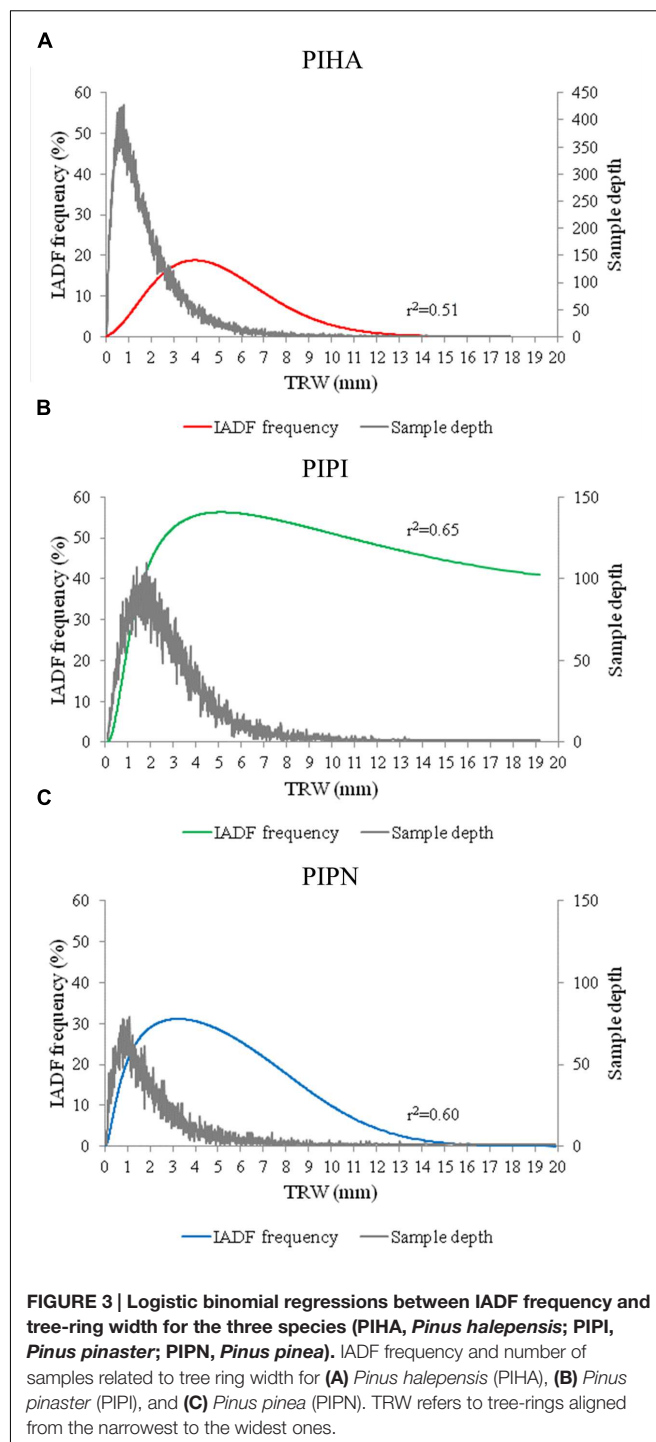 A
PIHA
IADF frequency (%)
60
50
40
30
20
10
0
Sample depth
450
400
350
300
250
200
150
100
50
0
r²=0.51
0 1 2 3 4 5 6 7 8 9 10 11 12 13 14 15 16 17 18 19 20
TRW (mm)
IADF frequency Sample depth
B
PIPI
IADF frequency (%)
60
50
40
30
20
10
0
Sample depth
150
100
50
0
r²=0.65
0 1 2 3 4 5 6 7 8 9 10 11 12 13 14 15 16 17 18 19 20
TRW (mm)
IADF frequency Sample depth
C
PIPN
IADF frequency (%)
60
50
40
30
20
10
0
Sample depth
150
100
50
0
r²=0.60
0 1 2 3 4 5 6 7 8 9 10 11 12 13 14 15 16 17 18 19 20
TRW (mm)
IADF frequency Sample depth
FIGURE 3 | Logistic binomial regressions between IADF frequency and
tree-ring width for the three species (PIHA, Pinus halepensis; PIPI,
Pinus pinaster; PIPN, Pinus pinea). IADF frequency and number of
samples related to tree ring width for (A) Pinus halepensis (PIHA), (B) Pinus
pinaster (PIPI), and (C) Pinus pinea (PIPN). TRW refers to tree-rings aligned
from the narrowest to the widest ones.